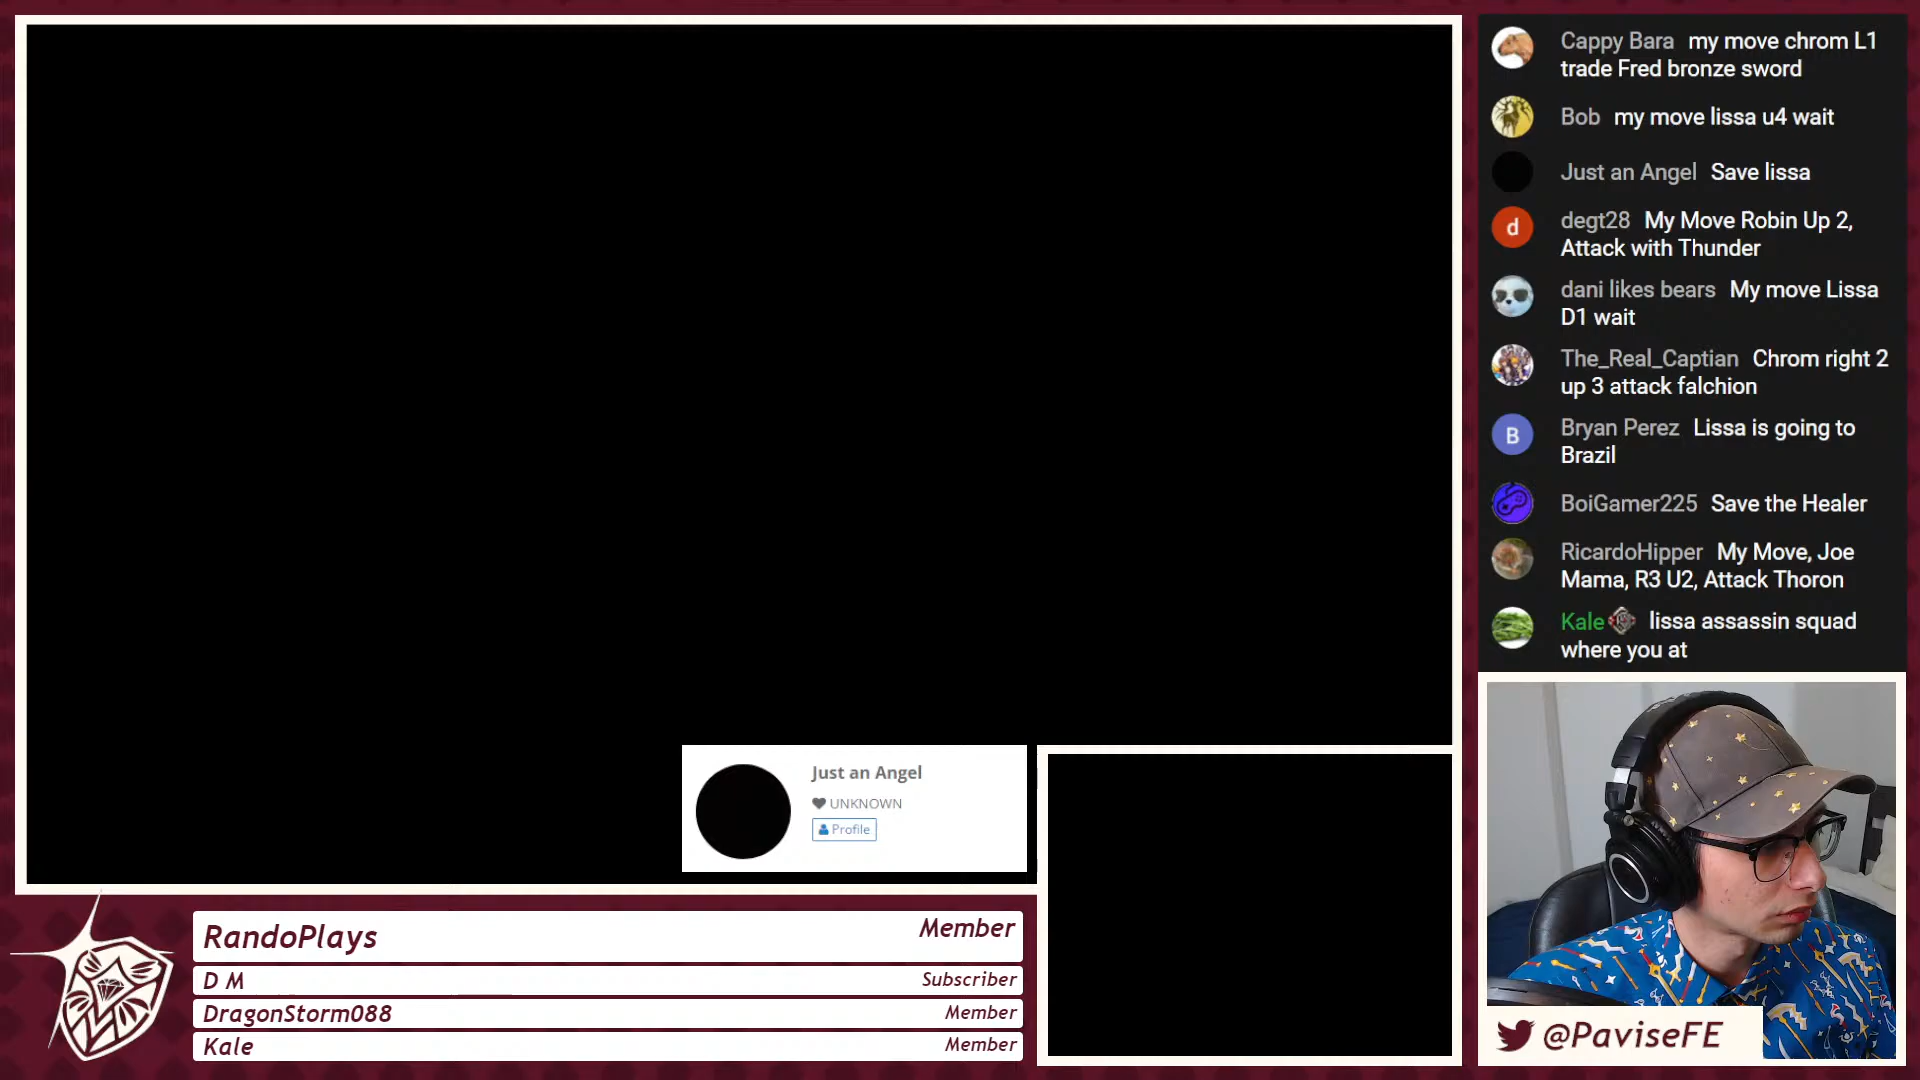 Cappy Bara my move chrom L1
trade Fred bronze sword
Bob my move lissa u4 wait
Just an Angel Save lissa
d degt28 My Move Robin Up 2,
Attack with Thunder
dani likes bears My move Lissa
D1 wait
The_Real_Captian Chrom right 2
up 3 attack falchion
B Bryan Perez Lissa is going to
Brazil
BoiGamer225 Save the Healer
RicardoHipper My Move, Joe
Mama, R3 U2, Attack Thoron
Kale lissa assassin squad
where you at
Just an Angel
UNKNOWN
Profile
RandoPlays Member
D M Subscriber
DragonStorm088 Member
Kale Member
@PaviseFE